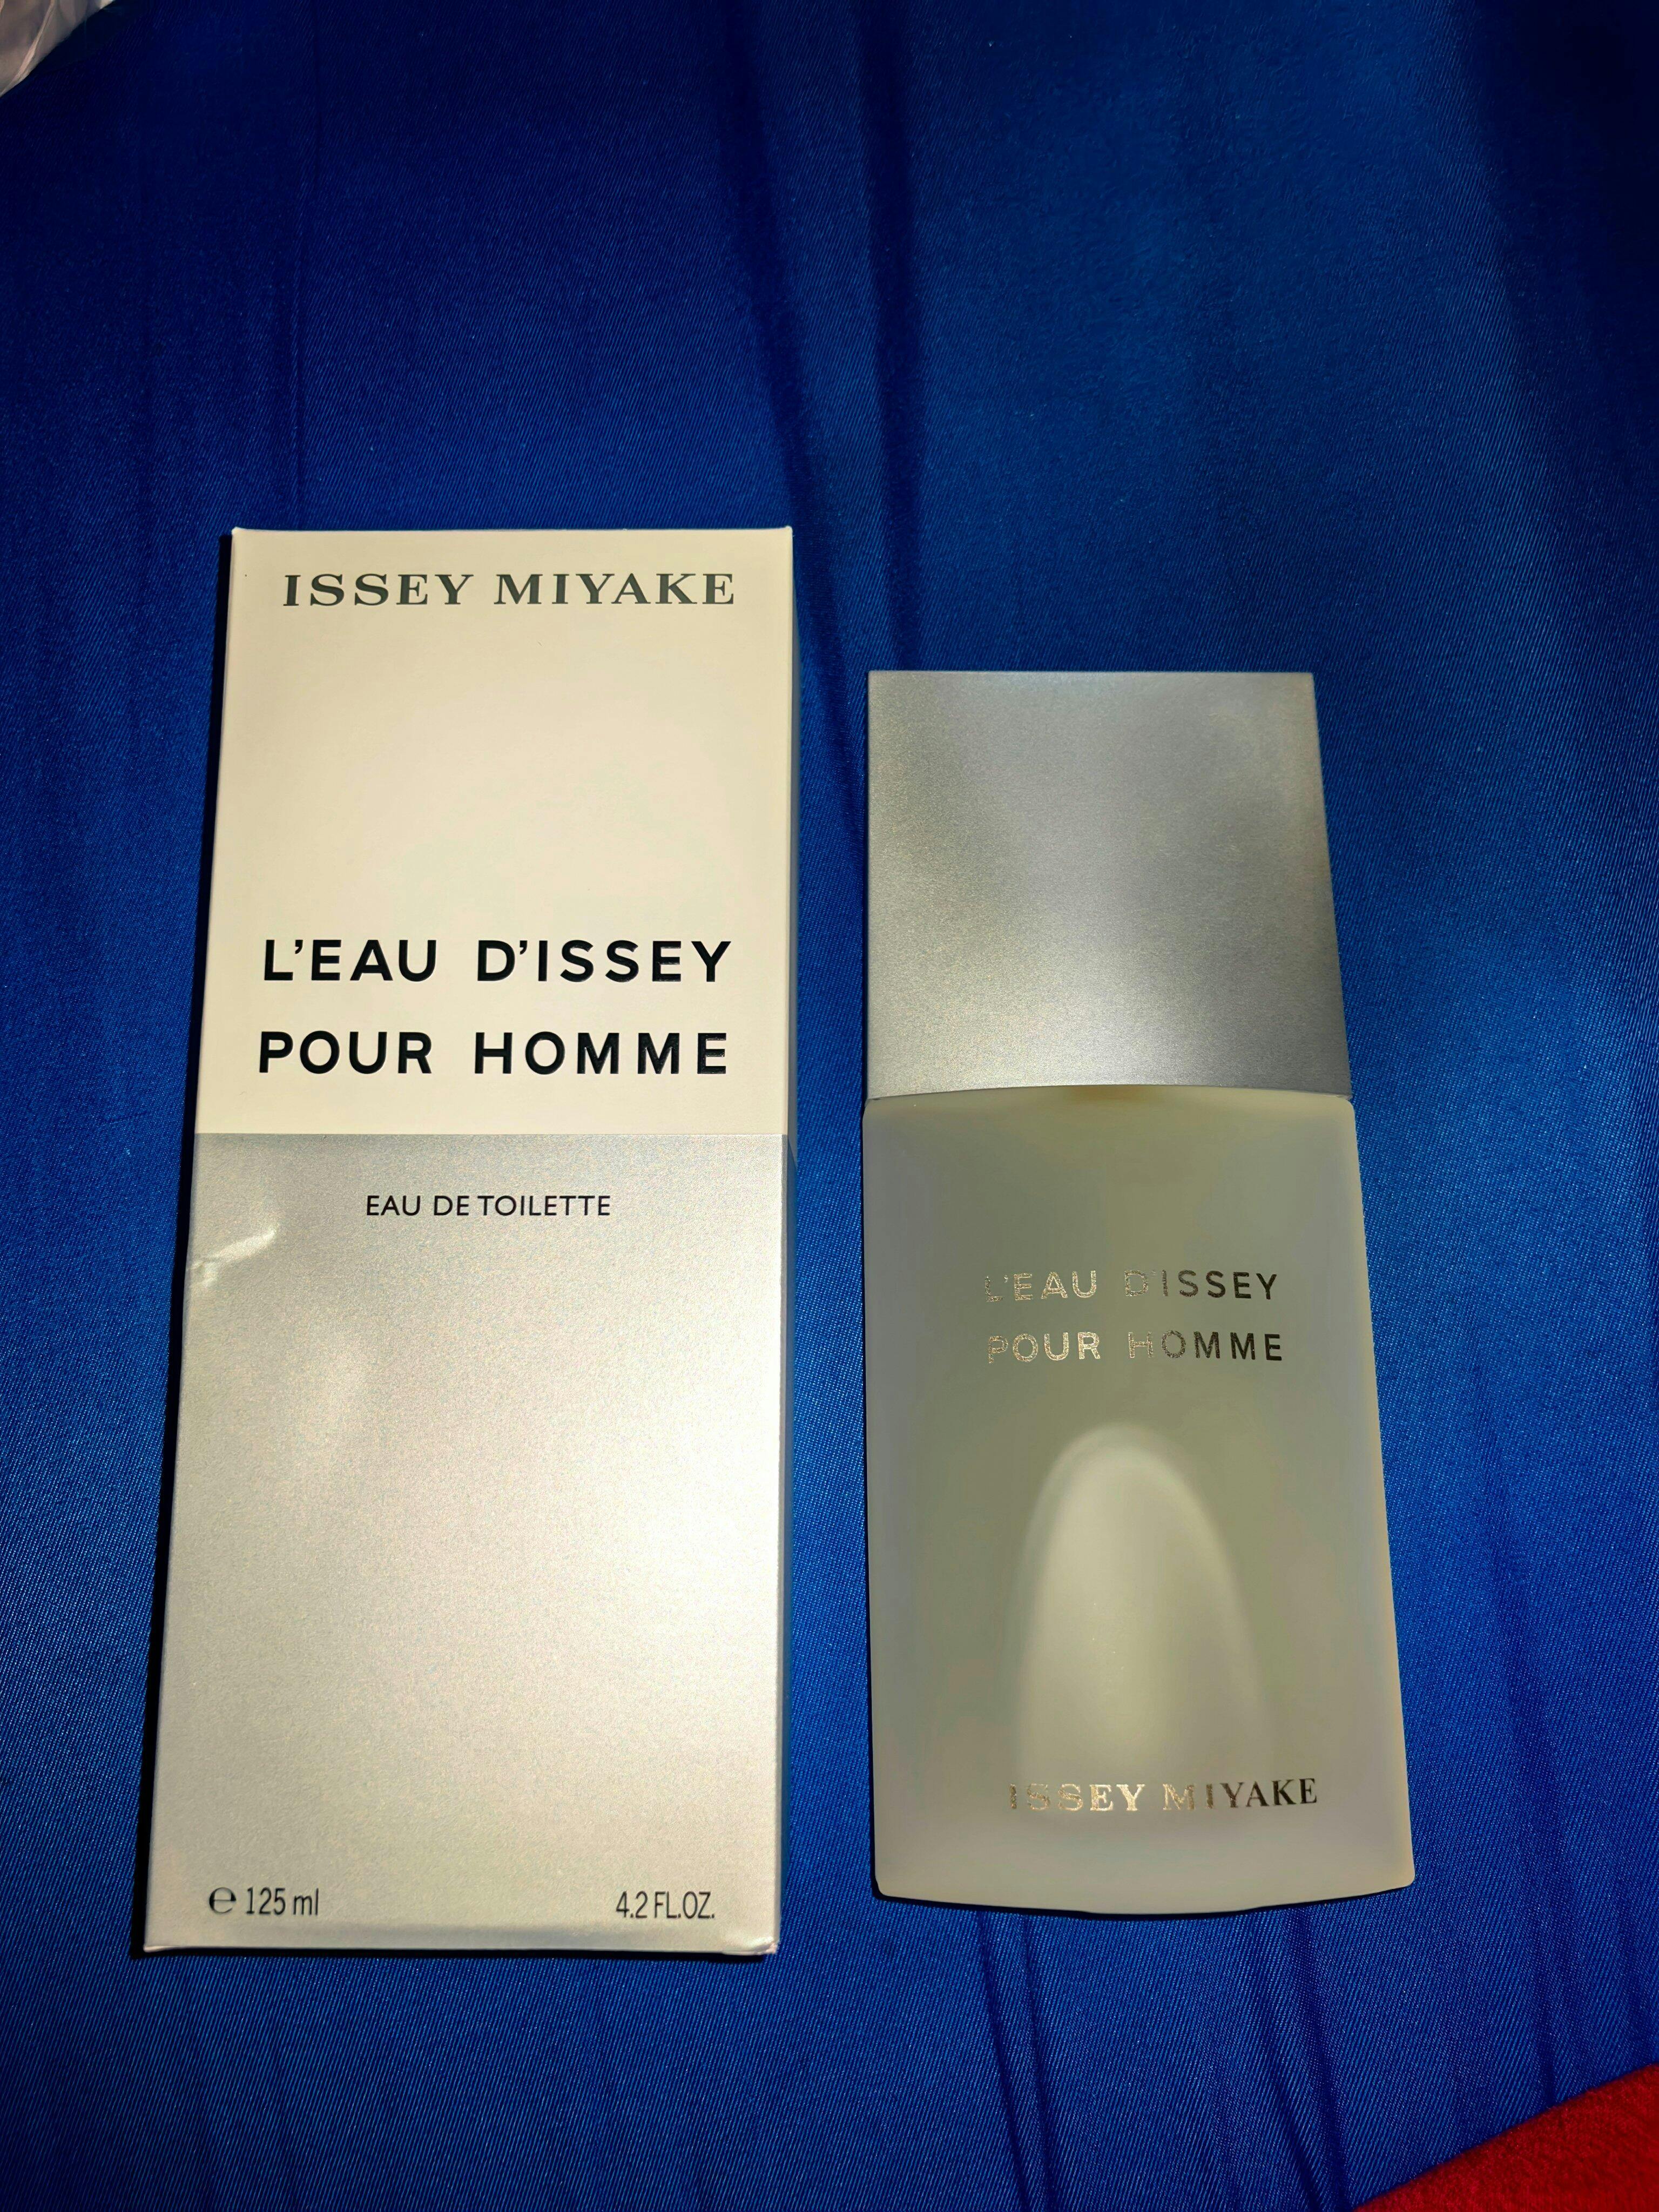 ISSEY MIYAKE
L'EAU D'ISSEY
POUR HOMME
EAU DE TOILETTE
℮ 125 ml
4.2 FL.OZ.
L'EAU D'ISSEY
POUR HOMME
ISSEY MIYAKE